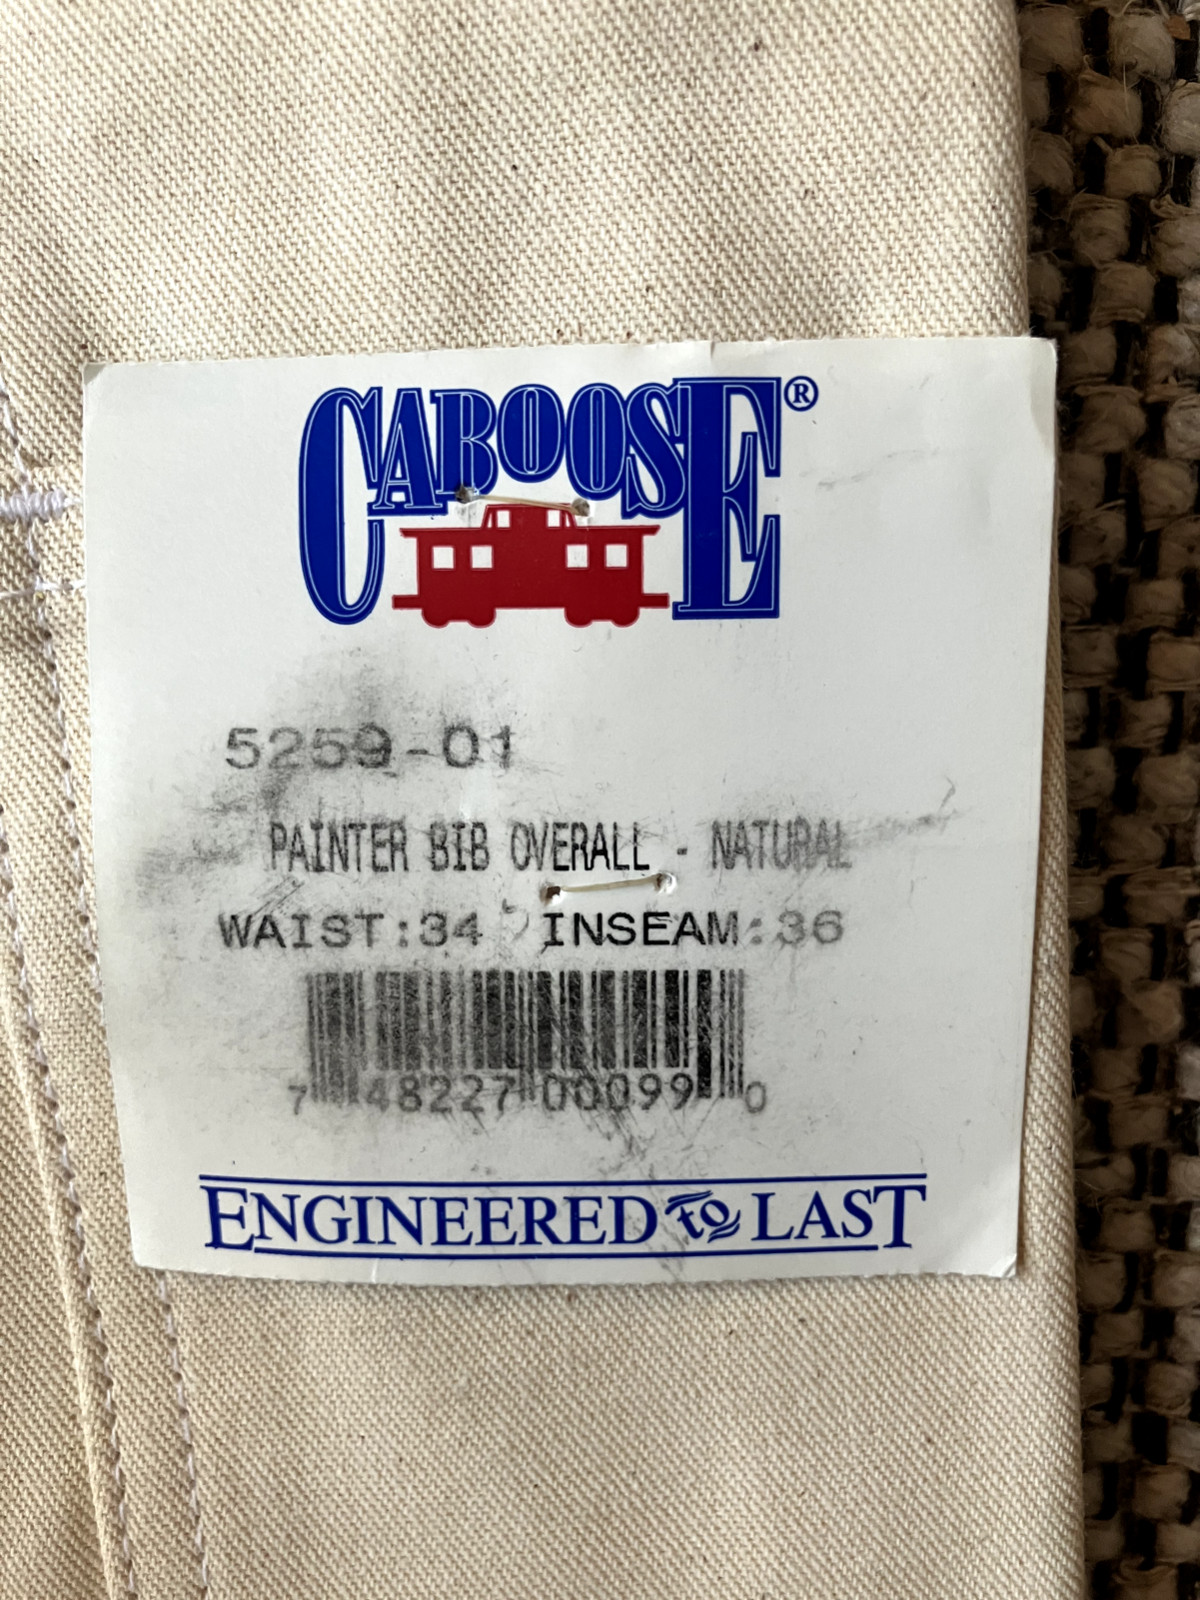 CABOOSE®
5259-01
PAINTER BIB OVERALL - NATURAL
WAIST:34 INSEAM:36
7 48227 00099 0
ENGINEERED to LAST